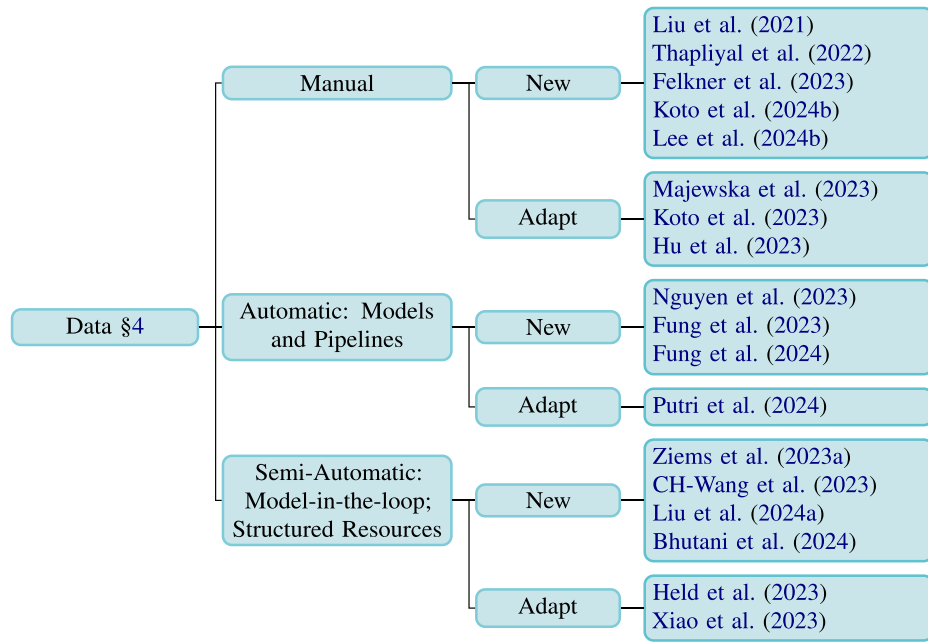 Data §4
Manual
New
Liu et al. (2021)
Thapliyal et al. (2022)
Felkner et al. (2023)
Koto et al. (2024b)
Lee et al. (2024b)
Adapt
Majewska et al. (2023)
Koto et al. (2023)
Hu et al. (2023)
Automatic: Models
and Pipelines
New
Nguyen et al. (2023)
Fung et al. (2023)
Fung et al. (2024)
Adapt
Putri et al. (2024)
Semi-Automatic:
Model-in-the-loop;
Structured Resources
New
Ziems et al. (2023a)
CH-Wang et al. (2023)
Liu et al. (2024a)
Bhutani et al. (2024)
Adapt
Held et al. (2023)
Xiao et al. (2023)